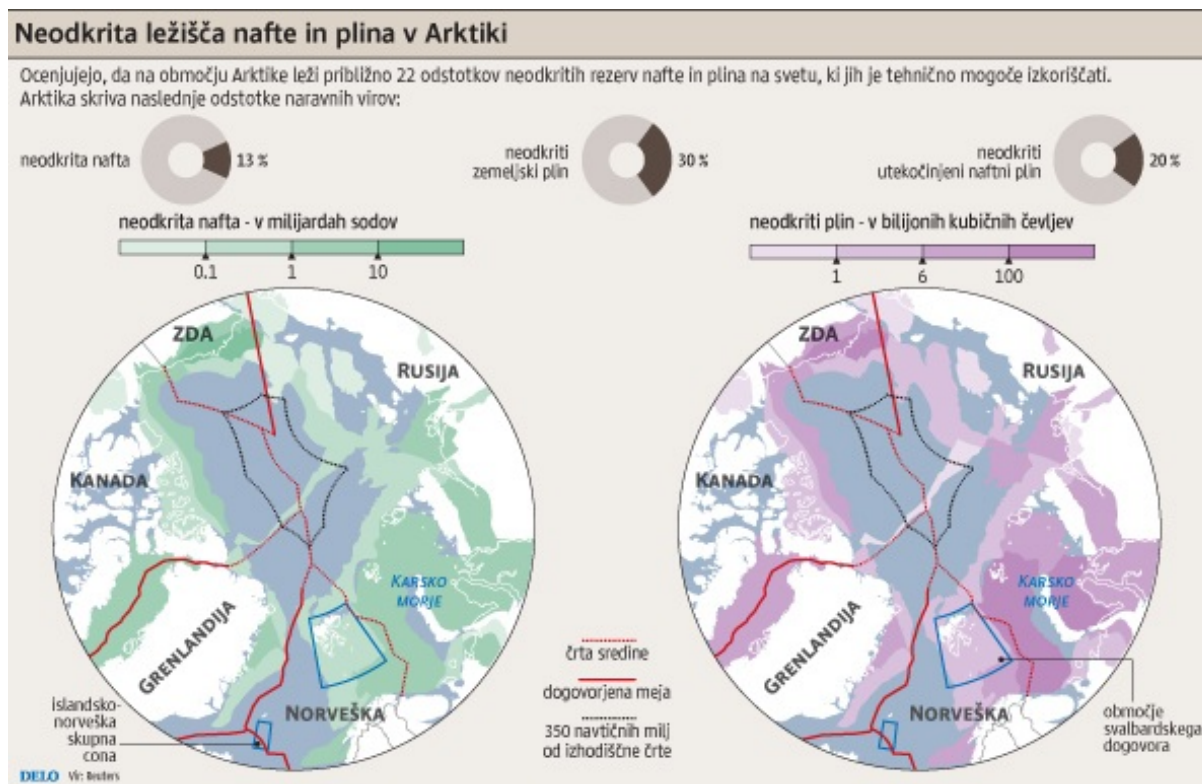 Neodkrita ležišča nafte in plina v Arktiki
Ocenjujejo, da na območju Arktike leži približno 22 odstotkov neodkritih rezerv nafte in plina na svetu, ki jih je tehnično mogoče izkoriščati.
Arktika skriva naslednje odstotke naravnih virov:
neodkrita nafta
13 %
neodkriti
zemeljski plin
30 %
neodkriti
utekočinjeni naftni plin
20 %
neodkrita nafta - v milijardah sodov
0.1
1
10
neodkriti plin - v bilijonih kubičnih čevljev
1
6
100
ZDA
RUSIJA
KANADA
KARSKO
MORJE
GRENLANDIJA
NORVEŠKA
islandsko-
norveška
skupna
cona
črta sredine
dogovorjena meja
350 navtičnih milj
od izhodiščne črte
ZDA
RUSIJA
KANADA
KARSKO
MORJE
GRENLANDIJA
NORVEŠKA
območje
svalbardskega
dogovora
DELO Vir: Reuters